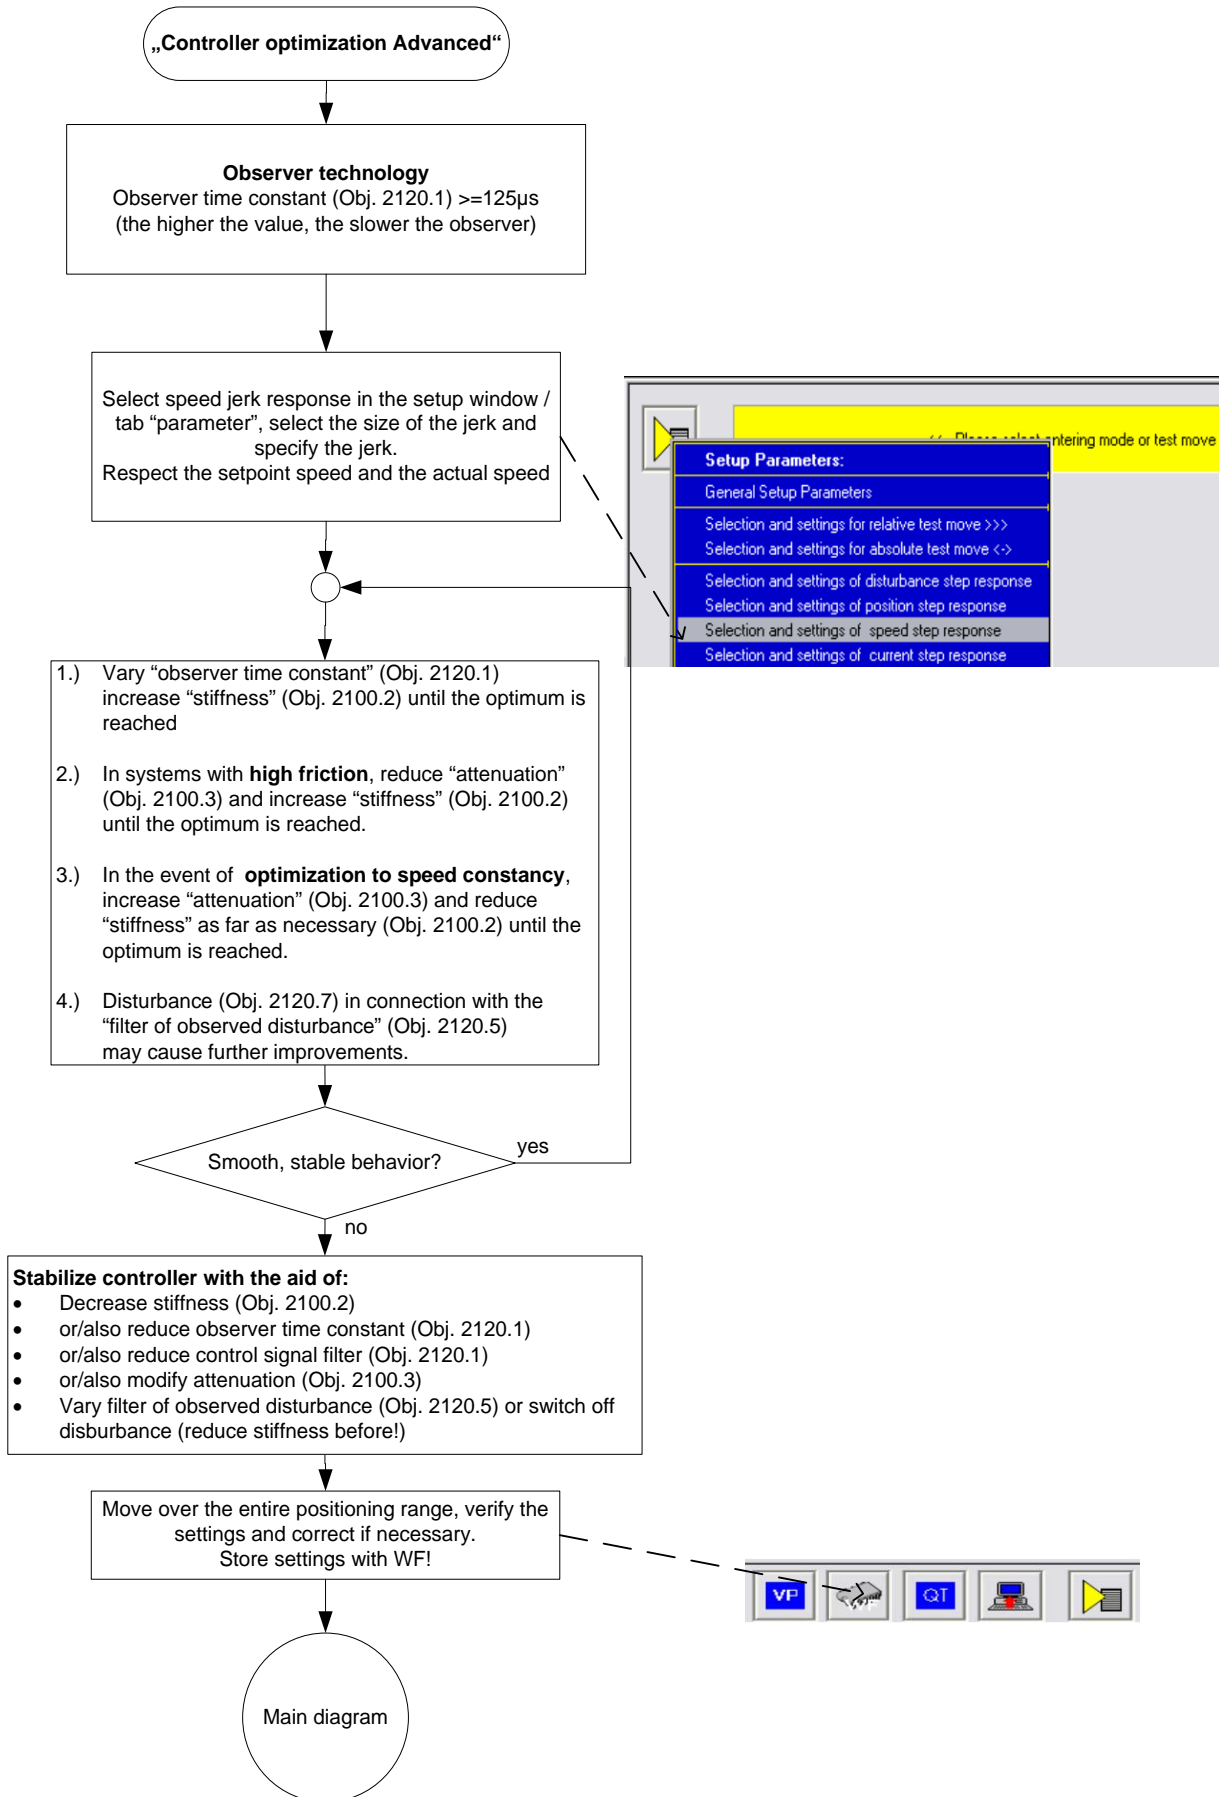 „Controller optimization Advanced“
Observer technology
Observer time constant (Obj. 2120.1) >=125µs
(the higher the value, the slower the observer)
Select speed jerk response in the setup window /
tab “parameter”, select the size of the jerk and
specify the jerk.
Respect the setpoint speed and the actual speed
entering mode or test move
Setup Parameters:
General Setup Parameters
Selection and settings for relative test move >>>
Selection and settings for absolute test move <->
Selection and settings of disturbance step response
Selection and settings of position step response
Selection and settings of speed step response
Selection and settings of current step response
1.) Vary “observer time constant” (Obj. 2120.1)
increase “stiffness” (Obj. 2100.2) until the optimum is
reached
2.) In systems with high friction, reduce “attenuation”
(Obj. 2100.3) and increase “stiffness” (Obj. 2100.2)
until the optimum is reached.
3.) In the event of optimization to speed constancy,
increase “attenuation” (Obj. 2100.3) and reduce
“stiffness” as far as necessary (Obj. 2100.2) until the
optimum is reached.
4.) Disturbance (Obj. 2120.7) in connection with the
“filter of observed disturbance” (Obj. 2120.5)
may cause further improvements.
Smooth, stable behavior?
yes
no
Stabilize controller with the aid of:
• Decrease stiffness (Obj. 2100.2)
• or/also reduce observer time constant (Obj. 2120.1)
• or/also reduce control signal filter (Obj. 2120.1)
• or/also modify attenuation (Obj. 2100.3)
• Vary filter of observed disturbance (Obj. 2120.5) or switch off
disburbance (reduce stiffness before!)
Move over the entire positioning range, verify the
settings and correct if necessary.
Store settings with WF!
VP
QT
Main diagram